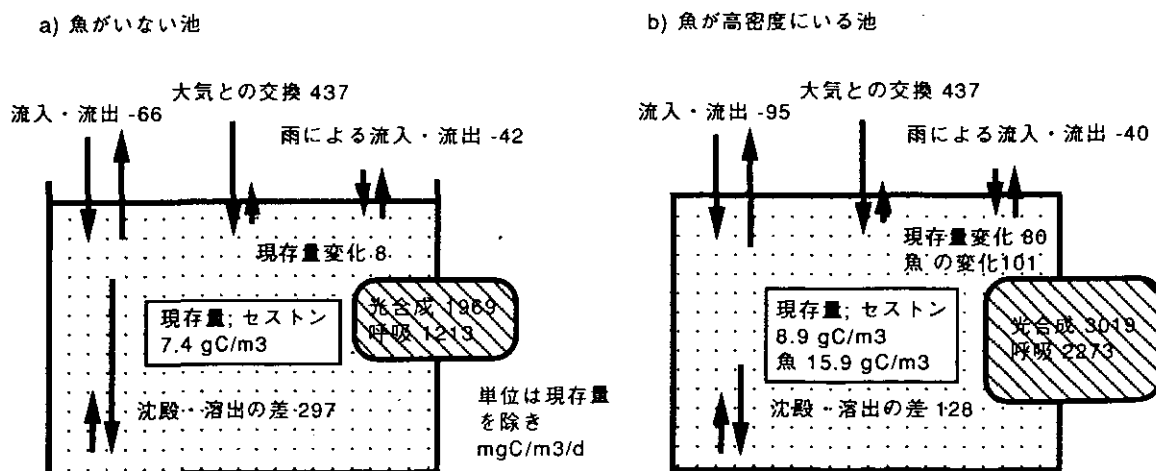 a) 魚がいない池
大気との交換 437
流入・流出 -66
雨による流入・流出 -42
現存量変化 8
現存量; セストン
7.4 gC/m3
光合成 1969
呼吸 1213
沈殿・溶出の差 297
単位は現存量
を除き
mgC/m3/d
b) 魚が高密度にいる池
大気との交換 437
流入・流出 -95
雨による流入・流出 -40
現存量変化 80
魚 の変化101
現存量; セストン
8.9 gC/m3
魚 15.9 gC/m3
光合成 3019
呼吸 2273
沈殿・溶出の差 128